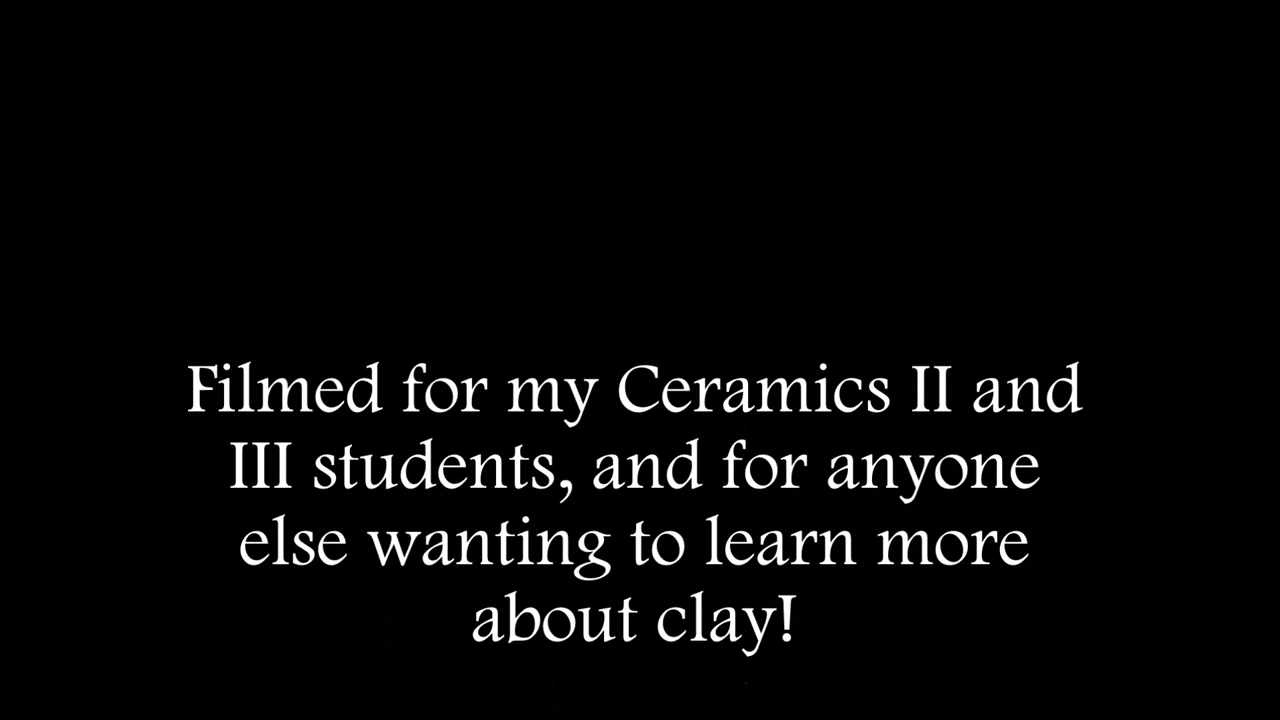 Filmed for my Ceramics II and
III students, and for anyone
else wanting to learn more
about clay!